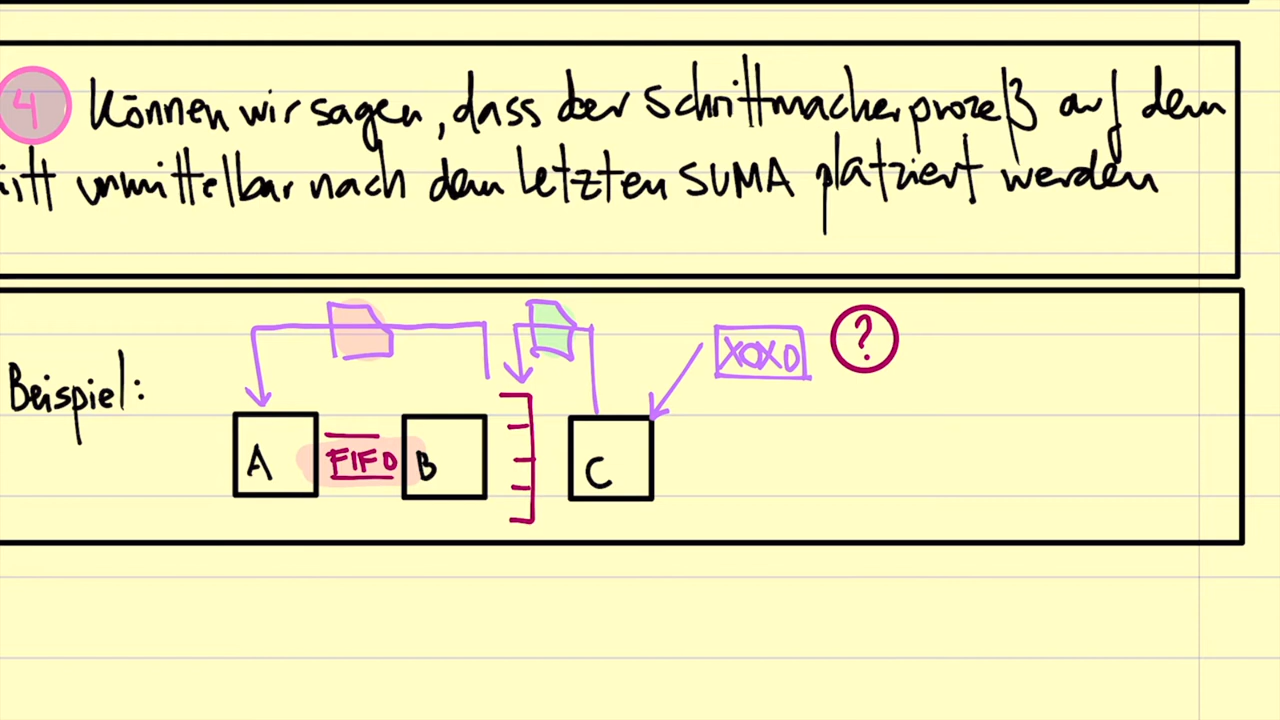 4 Können wir sagen, dass der Schrittmacherprozeß auf dem
itt unmittelbar nach dem letzten SUMA platziert werden
XOXO ?
Beispiel:
A FIFO B C